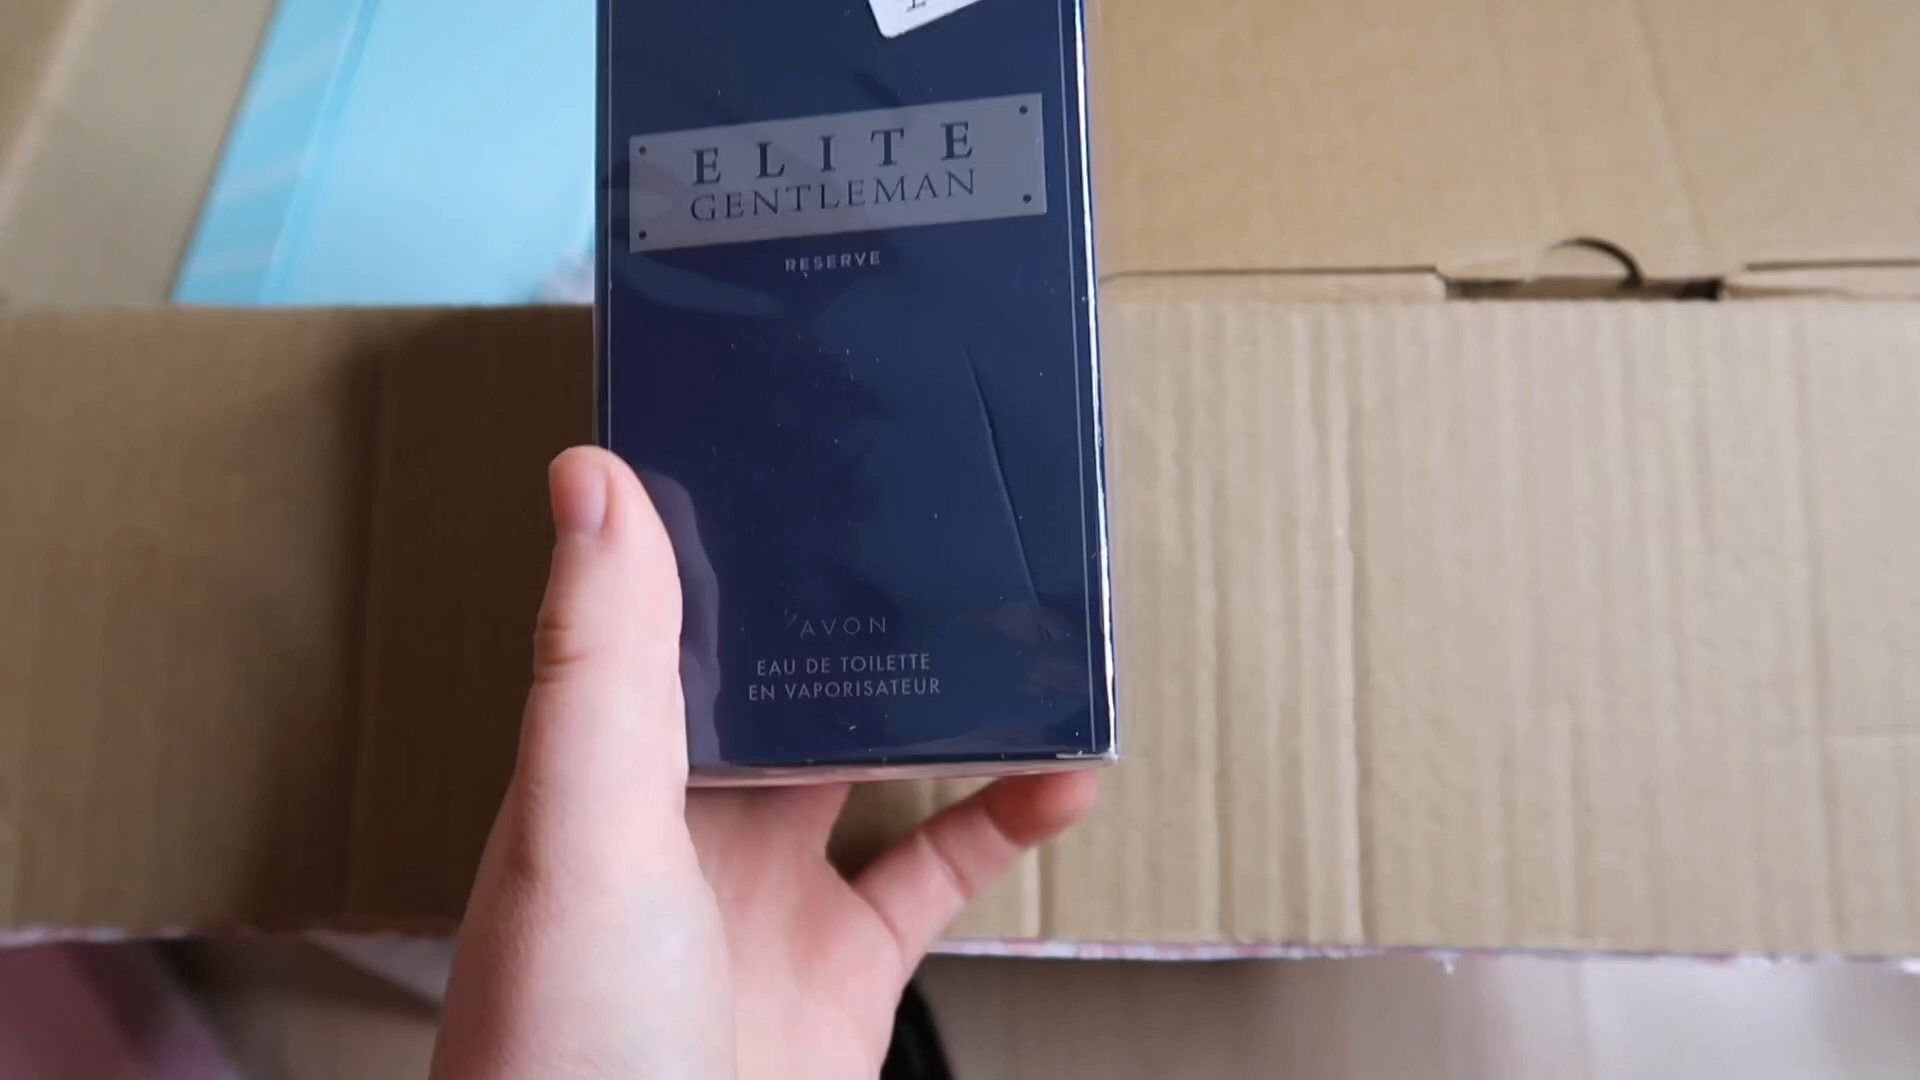 ELITE
GENTLEMAN
RESERVE
AVON
EAU DE TOILETTE
EN VAPORISATEUR